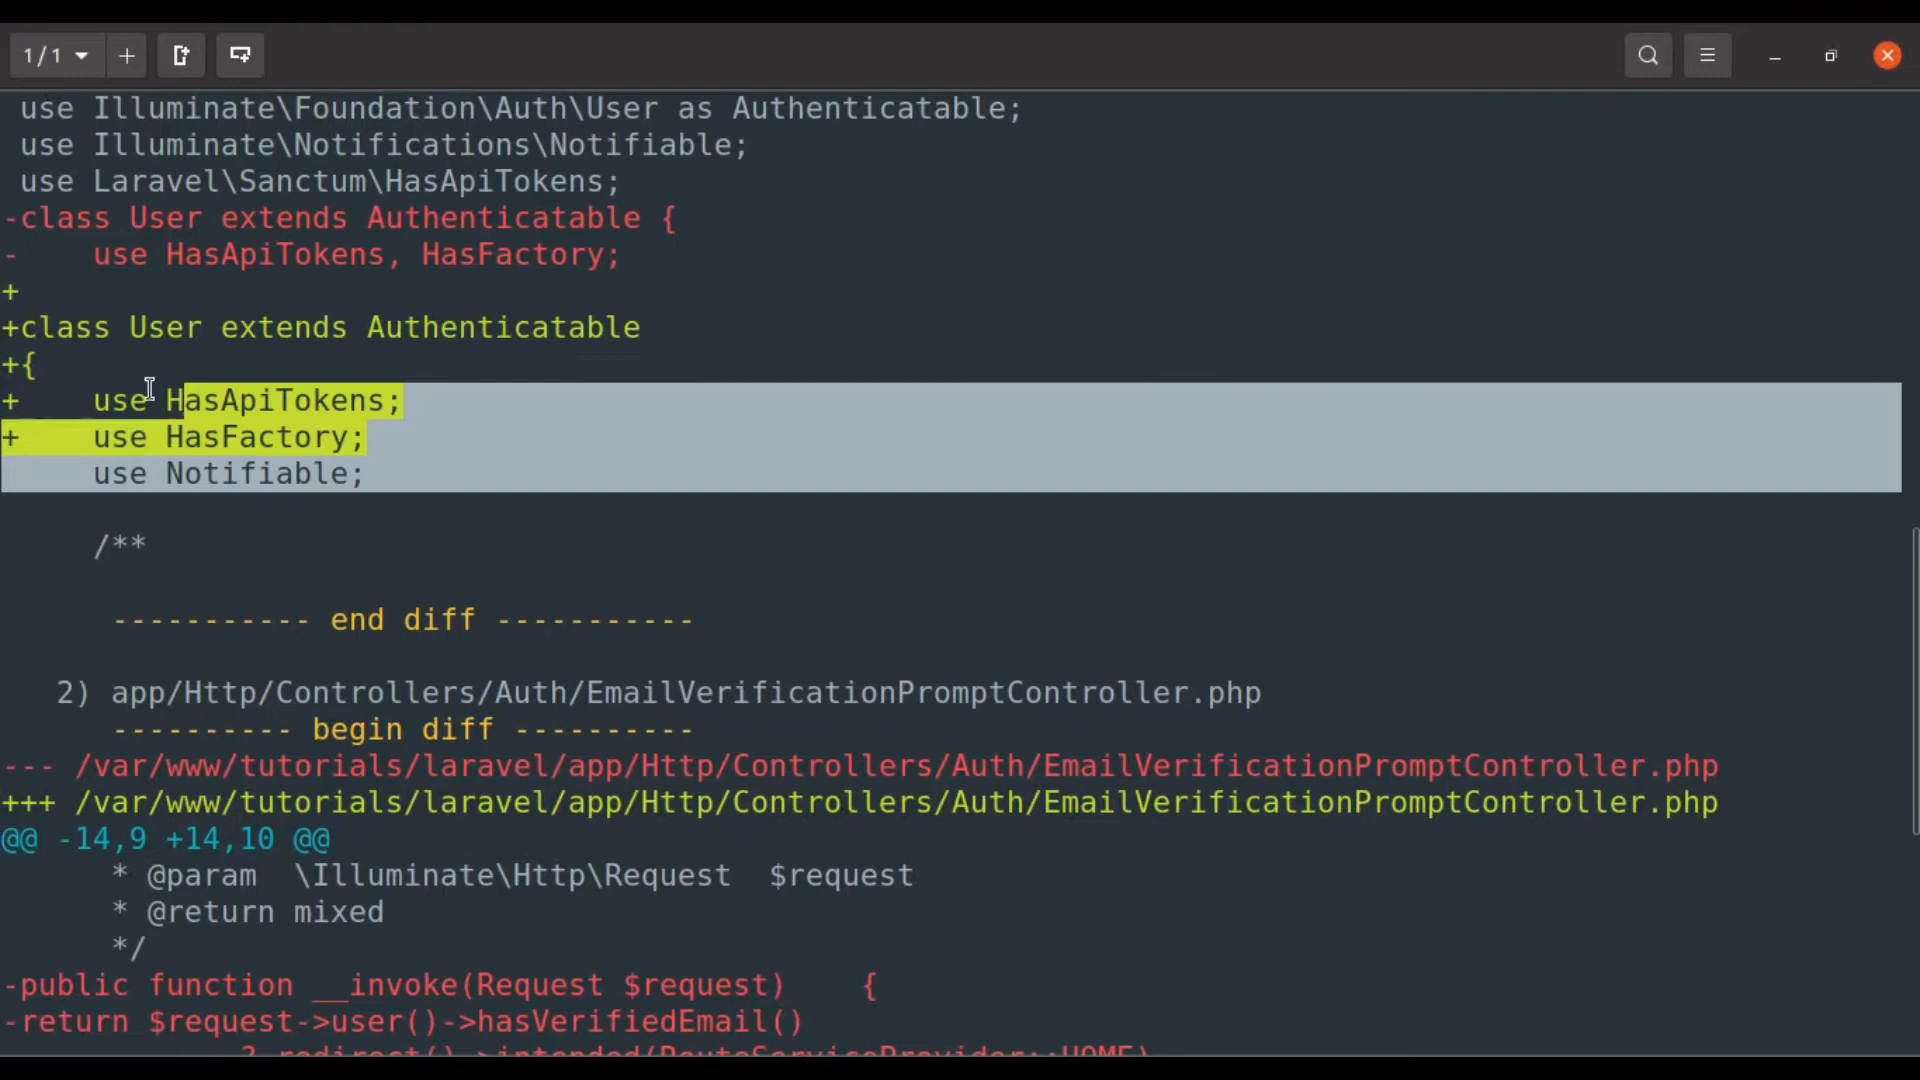 1/1
use Illuminate\Foundation\Auth\User as Authenticatable;
use Illuminate\Notifications\Notifiable;
use Laravel\Sanctum\HasApiTokens;
-class User extends Authenticatable {
-    use HasApiTokens, HasFactory;
+
+class User extends Authenticatable
+{
+    use HasApiTokens;
+    use HasFactory;
     use Notifiable;
     /**
      ----------- end diff -----------
   2) app/Http/Controllers/Auth/EmailVerificationPromptController.php
      ---------- begin diff ----------
--- /var/www/tutorials/laravel/app/Http/Controllers/Auth/EmailVerificationPromptController.php
+++ /var/www/tutorials/laravel/app/Http/Controllers/Auth/EmailVerificationPromptController.php
@@ -14,9 +14,10 @@
      * @param  \Illuminate\Http\Request  $request
      * @return mixed
      */
-public function __invoke(Request $request)    {
-return $request->user()->hasVerifiedEmail()
             ? redirect()->intended(RouteServiceProvider::HOME)